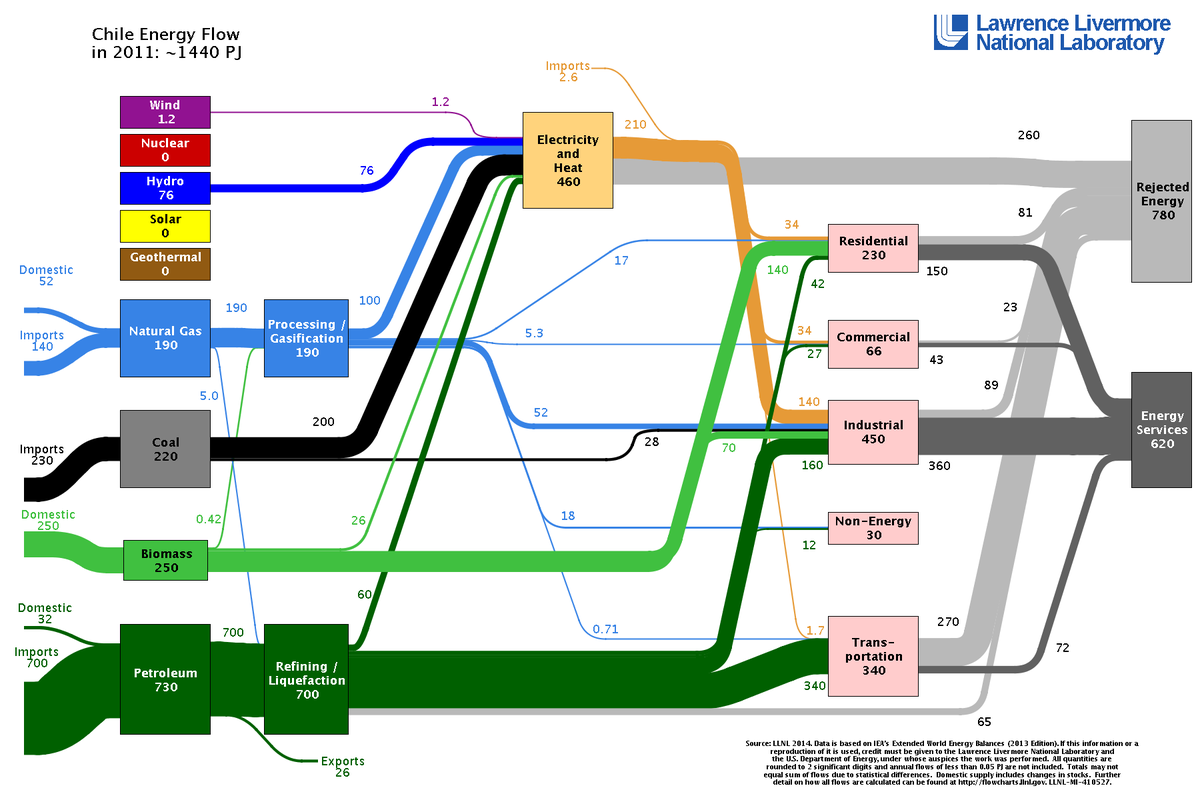 Chile Energy Flow
in 2011: ~1440 PJ
Lawrence Livermore
National Laboratory
Imports
2.6
Wind
1.2
1.2
Nuclear
0
Hydro
76
76
Solar
0
Geothermal
0
Electricity
and
Heat
460
210
260
Rejected
Energy
780
Domestic
52
Imports
140
Natural Gas
190
190
Processing /
Gasification
190
100
5.0
17
5.3
52
18
0.71
34
140
42
Residential
230
81
150
34
27
Commercial
66
23
43
140
70
160
Industrial
450
89
360
Energy
Services
620
Imports
230
Coal
220
200
28
Domestic
250
Biomass
250
0.42
26
Non-Energy
30
12
Domestic
32
Imports
700
Petroleum
730
700
Refining /
Liquefaction
700
60
1.7
340
Trans-
portation
340
270
72
65
Exports
26
Source: LLNL 2014. Data is based on IEA's Extended World Energy Balances (2013 Edition). If this information or a
reproduction of it is used, credit must be given to the Lawrence Livermore National Laboratory and
the U.S. Department of Energy, under whose auspices the work was performed. All quantities are
rounded to 2 significant digits and annual flows of less than 0.05 PJ are not included. Totals may not
equal sum of flows due to statistical differences. Domestic supply includes changes in stocks. Further
detail on how all flows are calculated can be found at http://flowcharts.llnl.gov. LLNL-MI-410527.